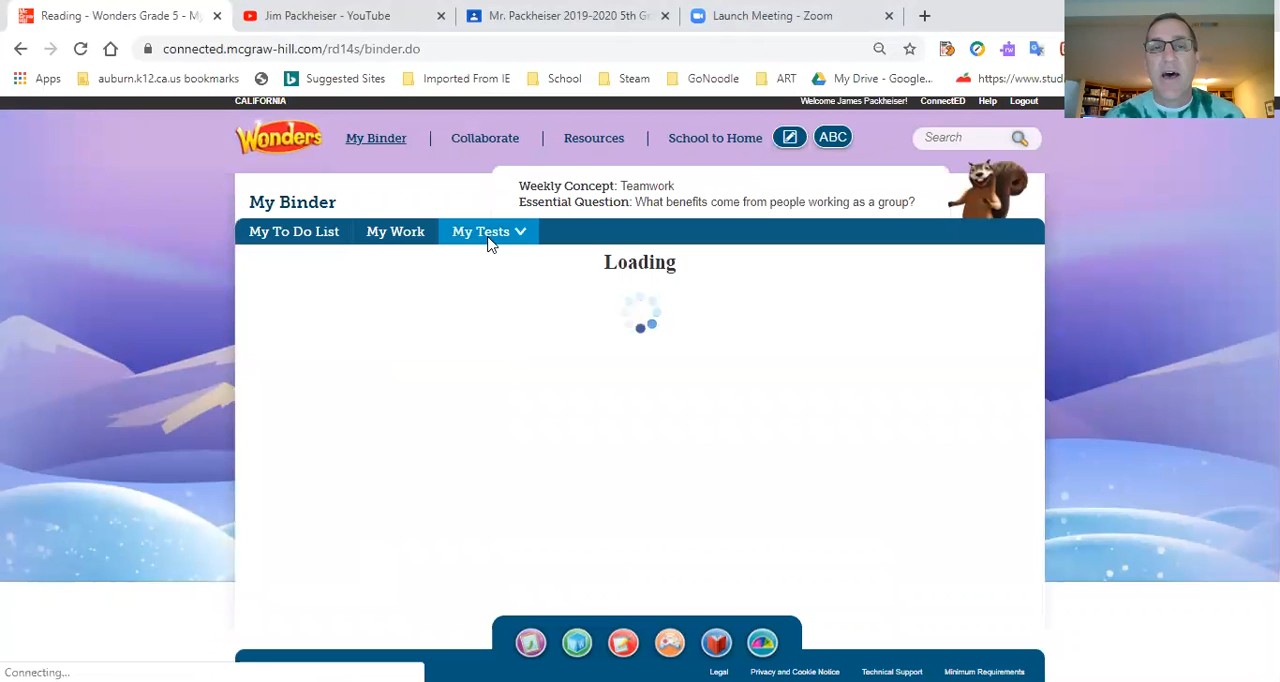 Reading - Wonders Grade 5 - My
Jim Packheiser - YouTube
Mr. Packheiser 2019-2020 5th Gr
Launch Meeting - Zoom
connected.mcgraw-hill.com/rd14s/binder.do
Apps
auburn.k12.ca.us bookmarks
Suggested Sites
Imported From IE
School
Steam
GoNoodle
ART
My Drive - Google...
https://www.stud
CALIFORNIA
Welcome James Packheiser!
ConnectED
Help
Logout
Wonders
My Binder
Collaborate
Resources
School to Home
ABC
Search
Weekly Concept: Teamwork
My Binder
Essential Question: What benefits come from people working as a group?
My To Do List
My Work
My Tests
Loading
Connecting...
Legal
Privacy and Cookie Notice
Technical Support
Minimum Requirements